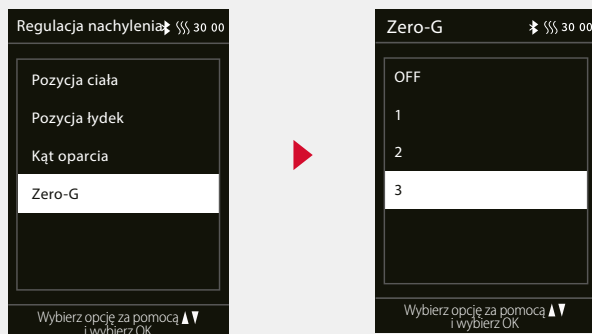 Regulacja nachylenia 30 00
Pozycja ciała
Pozycja łydek
Kąt oparcia
Zero-G
Wybierz opcję za pomocą
i wybierz OK
Zero-G 30 00
OFF
1
2
3
Wybierz opcję za pomocą
i wybierz OK